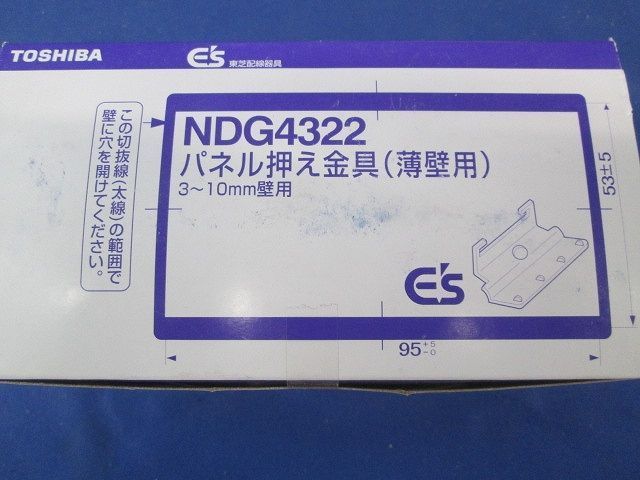 TOSHIBA
E's 東芝配線器具
この切抜線(太線)の範囲で
壁に穴を開けてください。
NDG4322
パネル押え金具(薄壁用)
3～10mm壁用
E's
53±5
95 +5 -0